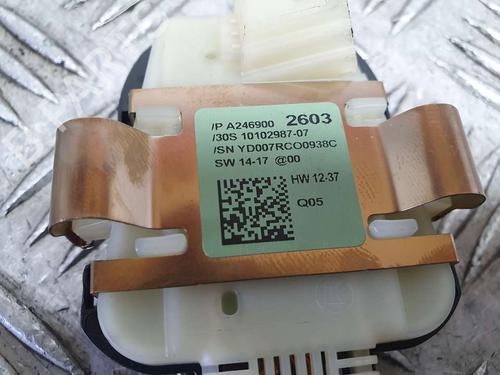 /P A246900 2603
/30S 10102987-07
/SN YD007RCO0938C
SW 14-17 @00
HW 12-37
Q05